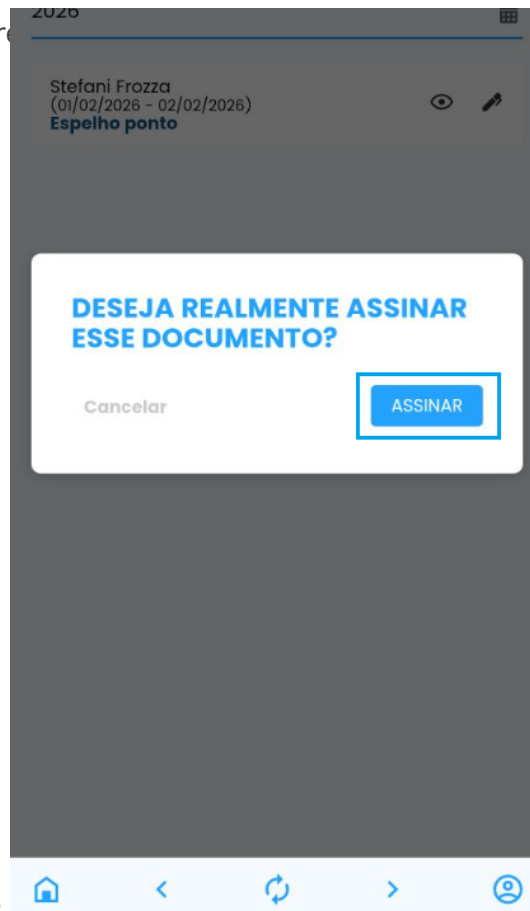 2026
Stefani Frozza
(01/02/2026 - 02/02/2026)
Espelho ponto
DESEJA REALMENTE ASSINAR
ESSE DOCUMENTO?
Cancelar
ASSINAR